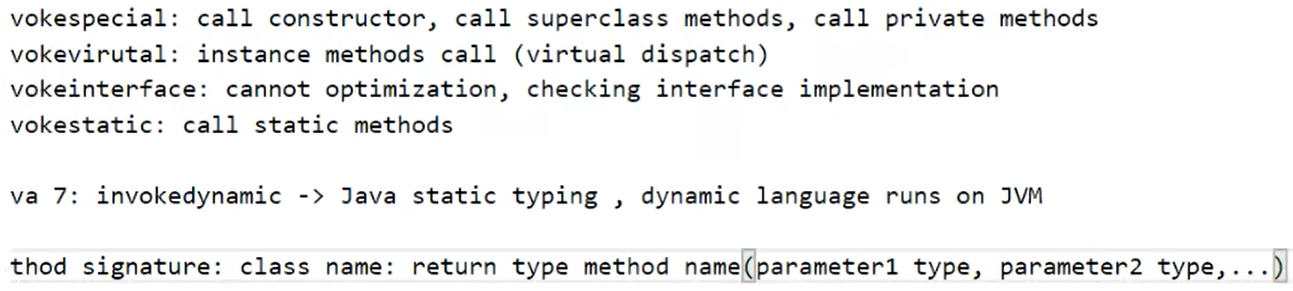 vokespecial: call constructor, call superclass methods, call private methods
vokevirutal: instance methods call (virtual dispatch)
vokeinterface: cannot optimization, checking interface implementation
vokestatic: call static methods
va 7: invokedynamic -> Java static typing , dynamic language runs on JVM
thod signature: class name: return type method name(parameter1 type, parameter2 type,...)